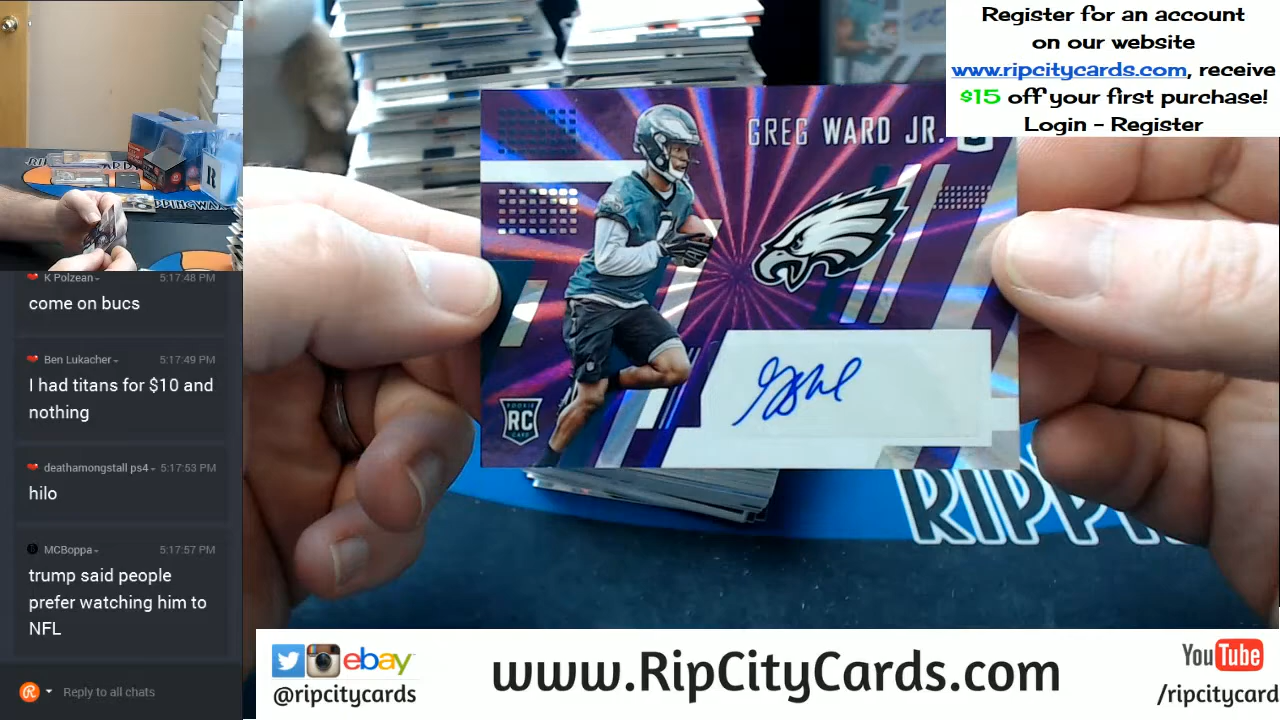 Register for an account
on our website
www.ripcitycards.com, receive
$15 off your first purchase!
Login - Register
GREG WARD JR.
ROOKIE
RC
CARD
RIPPI
K Polzean
5:17:48 PM
come on bucs
Ben Lukacher
5:17:49 PM
I had titans for $10 and
nothing
deathamongstall ps4
5:17:53 PM
hilo
MCBoppa
5:17:57 PM
trump said people
prefer watching him to
NFL
R
Reply to all chats
ebay
@ripcitycards
www.RipCityCards.com
YouTube
/ripcitycard